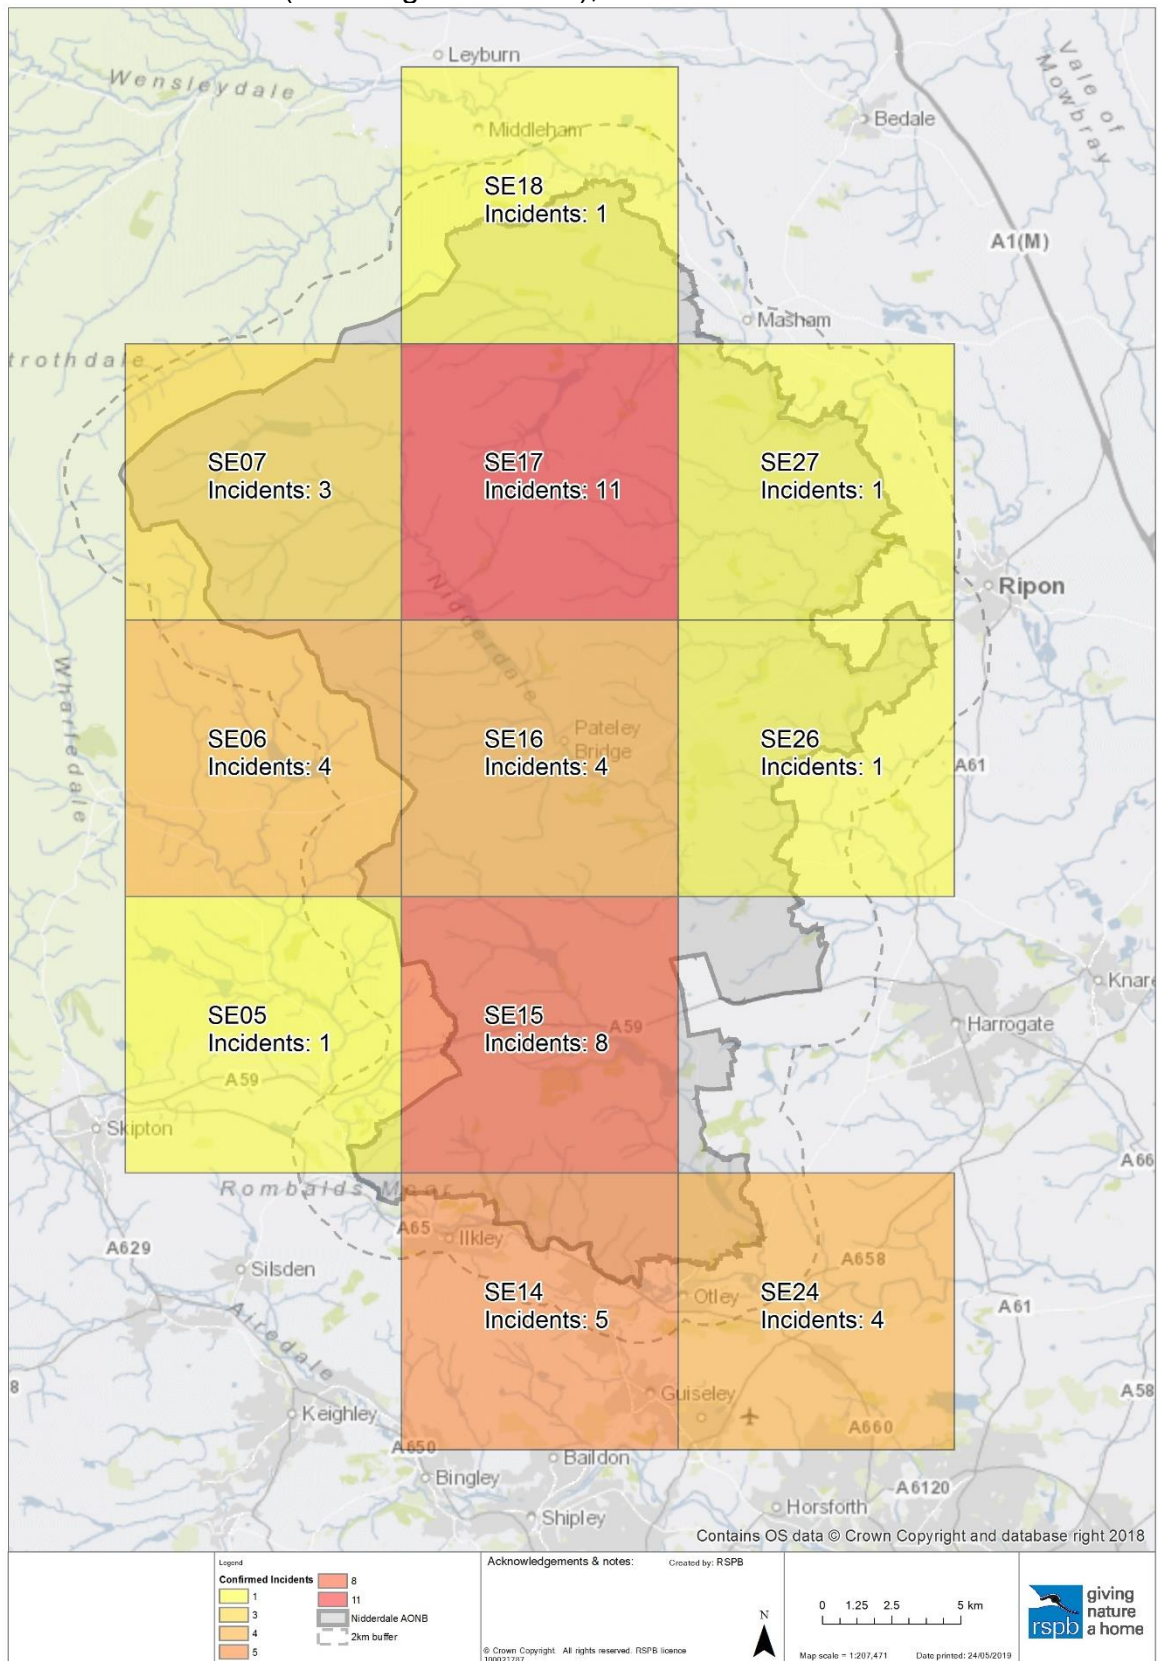 Leyburn
Wensleydale
Vale of
Mowbray
Middleham
Bedale
SE18
Incidents: 1
A1(M)
Masham
trothdale
SE07
Incidents: 3
SE17
Incidents: 11
SE27
Incidents: 1
Nidderdale
Ripon
Wharfedale
SE06
Incidents: 4
SE16
Incidents: 4
Pateley
Bridge
SE26
Incidents: 1
A61
Knare
SE05
Incidents: 1
SE15
Incidents: 8
A59
Harrogate
A59
Skipton
A66
Rombalds Moor
A65
Ilkley
A629
Silsden
A658
SE14
Incidents: 5
Otley
SE24
Incidents: 4
A61
Airedale
8
Guiseley
A58
Keighley
A660
A650
Baildon
Bingley
A6120
Shipley
Horsforth
Contains OS data © Crown Copyright and database right 2018
Legend
Confirmed Incidents
1
3
4
5
8
11
Nidderdale AONB
2km buffer
Acknowledgements & notes:
Created by: RSPB
© Crown Copyright. All rights reserved. RSPB licence
100021787
N
0 1.25 2.5 5 km
Map scale = 1:207,471
Date printed: 24/05/2019
rspb
giving
nature
a home